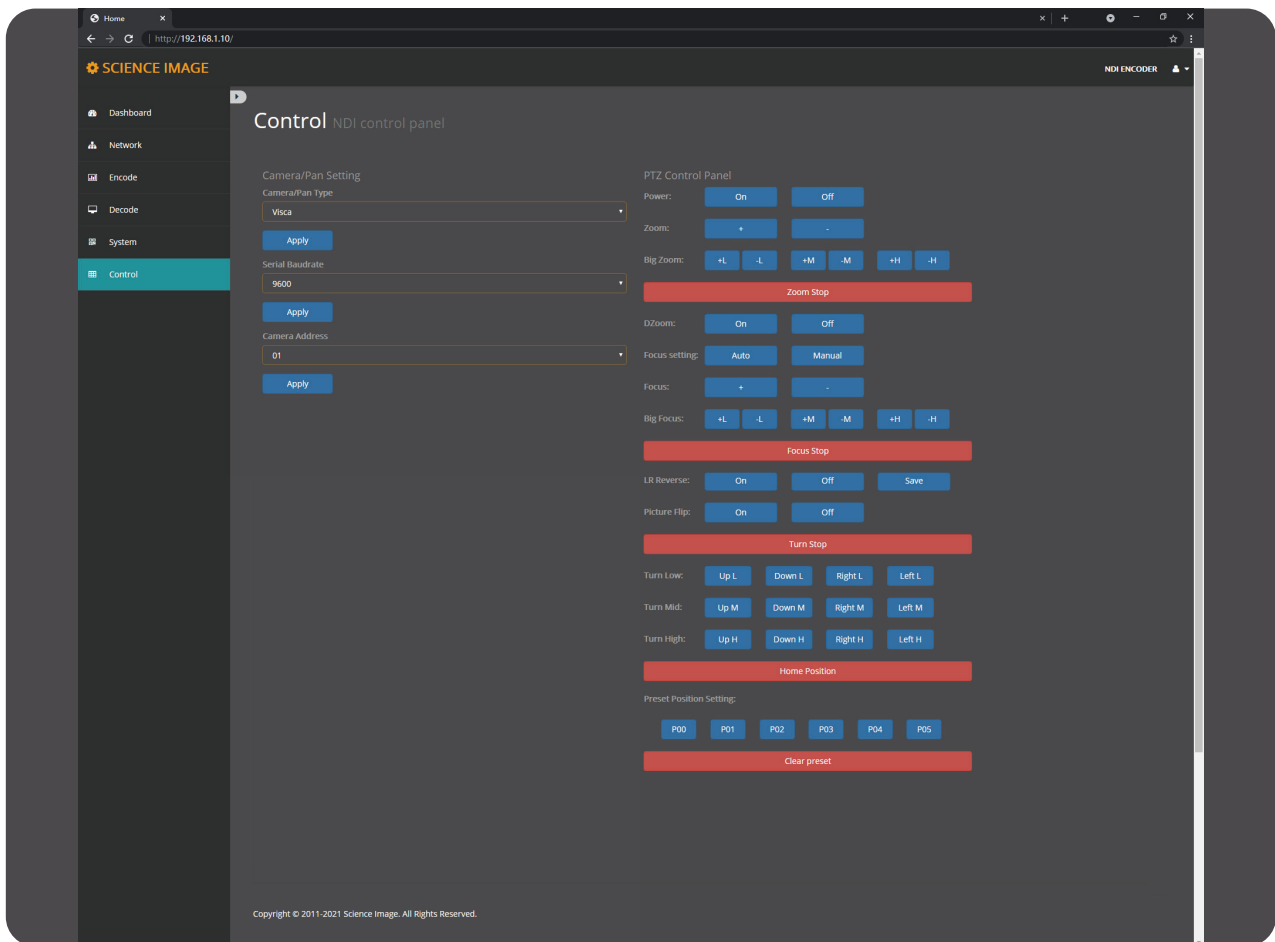 Home
http://192.168.1.10/
SCIENCE IMAGE
NDI ENCODER
Dashboard
Network
Encode
Decode
System
Control
Control NDI control panel
Camera/Pan Setting
Camera/Pan Type
Visca
Apply
Serial Baudrate
9600
Apply
Camera Address
01
Apply
PTZ Control Panel
Power: On Off
Zoom: + -
Big Zoom: +L -L +M -M +H -H
Zoom Stop
DZoom: On Off
Focus setting: Auto Manual
Focus: + -
Big Focus: +L -L +M -M +H -H
Focus Stop
LR Reverse: On Off Save
Picture Flip: On Off
Turn Stop
Turn Low: Up L Down L Right L Left L
Turn Mid: Up M Down M Right M Left M
Turn High: Up H Down H Right H Left H
Home Position
Preset Position Setting:
P00 P01 P02 P03 P04 P05
Clear preset
Copyright © 2011-2021 Science Image. All Rights Reserved.